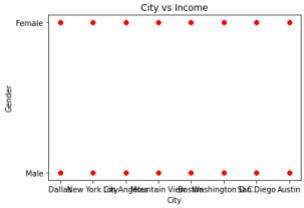 City vs Income
Female
Gender
Male
Dallas New York City Los Angeles Mountain View Boston Washington D.C. San Diego Austin
City